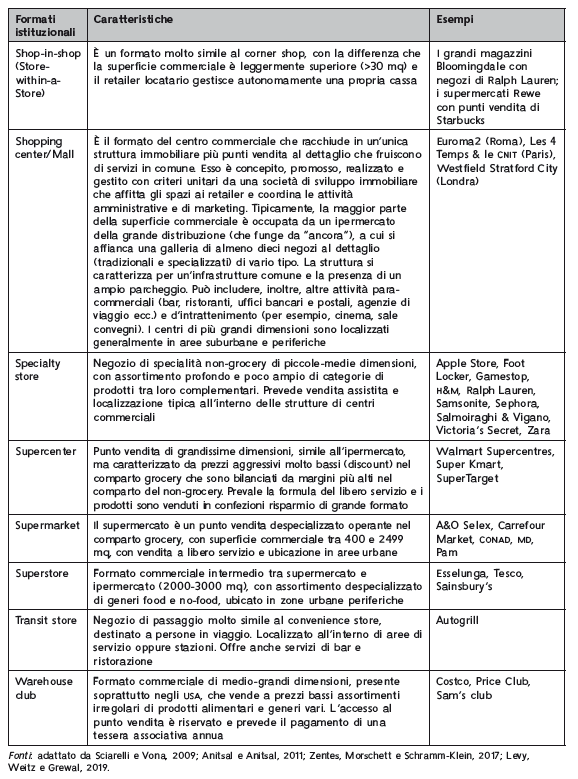 Formati
istituzionali
Caratteristiche
Esempi
Shop-in-shop
(Store-
within-a-
Store)
È un formato molto simile al corner shop, con la differenza che
la superficie commerciale è leggermente superiore (>30 mq) e
il retailer locatario gestisce autonomamente una propria cassa
I grandi magazzini
Bloomingdale con
negozi di Ralph Lauren;
i supermercati Rewe
con punti vendita di
Starbucks
Shopping
center/Mall
È il formato del centro commerciale che racchiude in un'unica
struttura immobiliare più punti vendita al dettaglio che fruiscono
di servizi in comune. Esso è concepito, promosso, realizzato e
gestito con criteri unitari da una società di sviluppo immobiliare
che affitta gli spazi ai retailer e coordina le attività
amministrative e di marketing. Tipicamente, la maggior parte
della superficie commerciale è occupata da un ipermercato
della grande distribuzione (che funge da "ancora"), a cui si
affianca una galleria di almeno dieci negozi al dettaglio
(tradizionali e specializzati) di vario tipo. La struttura si
caratterizza per un'infrastrutture comune e la presenza di un
ampio parcheggio. Può includere, inoltre, altre attività para-
commerciali (bar, ristoranti, uffici bancari e postali, agenzie di
viaggio ecc.) e d'intrattenimento (per esempio, cinema, sale
convegni). I centri di più grandi dimensioni sono localizzati
generalmente in aree suburbane e periferiche
Euroma2 (Roma), Les 4
Temps & le CNIT (Paris),
Westfield Stratford City
(Londra)
Specialty
store
Negozio di specialità non-grocery di piccole-medie dimensioni,
con assortimento profondo e poco ampio di categorie di
prodotti tra loro complementari. Prevede vendita assistita e
localizzazione tipica all'interno delle strutture di centri
commerciali
Apple Store, Foot
Locker, Gamestop,
H&M, Ralph Lauren,
Samsonite, Sephora,
Salmoiraghi & Vigano,
Victoria's Secret, Zara
Supercenter
Punto vendita di grandissime dimensioni, simile all'ipermercato,
ma caratterizzato da prezzi aggressivi molto bassi (discount) nel
comparto grocery che sono bilanciati da margini più alti nel
comparto del non-grocery. Prevale la formula del libero servizio e i
prodotti sono venduti in confezioni risparmio di grande formato
Walmart Supercentres,
Super Kmart,
SuperTarget
Supermarket
Il supermercato è un punto vendita despecializzato operante nel
comparto grocery, con superficie commerciale tra 400 e 2499
mq, con vendita a libero servizio e ubicazione in aree urbane
A&O Selex, Carrefour
Market, CONAD, MD,
Pam
Superstore
Formato commerciale intermedio tra supermercato e
ipermercato (2000-3000 mq), con assortimento despecializzato
di generi food e no-food, ubicato in zone urbane periferiche
Esselunga, Tesco,
Sainsbury's
Transit store
Negozio di passaggio molto simile al convenience store,
destinato a persone in viaggio. Localizzato all'interno di aree di
servizio oppure stazioni. Offre anche servizi di bar e
ristorazione
Autogrill
Warehouse
club
Formato commerciale di medio-grandi dimensioni, presente
soprattutto negli USA, che vende a prezzi bassi assortimenti
irregolari di prodotti alimentari e generi vari. L'accesso al
punto vendita è riservato e prevede il pagamento di una
tessera associativa annua
Costco, Price Club,
Sam's club
Fonti: adattato da Sciarelli e Vona, 2009; Anitsal e Anitsal, 2011; Zentes, Morschett e Schramm-Klein, 2017; Levy,
Weitz e Grewal, 2019.